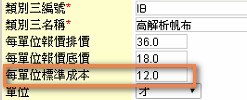 類別三編號* IB
類別三名稱* 高解析帆布
每單位報價牌價 36.0
每單位報價底價 18.0
每單位標準成本 12.0
單位 才